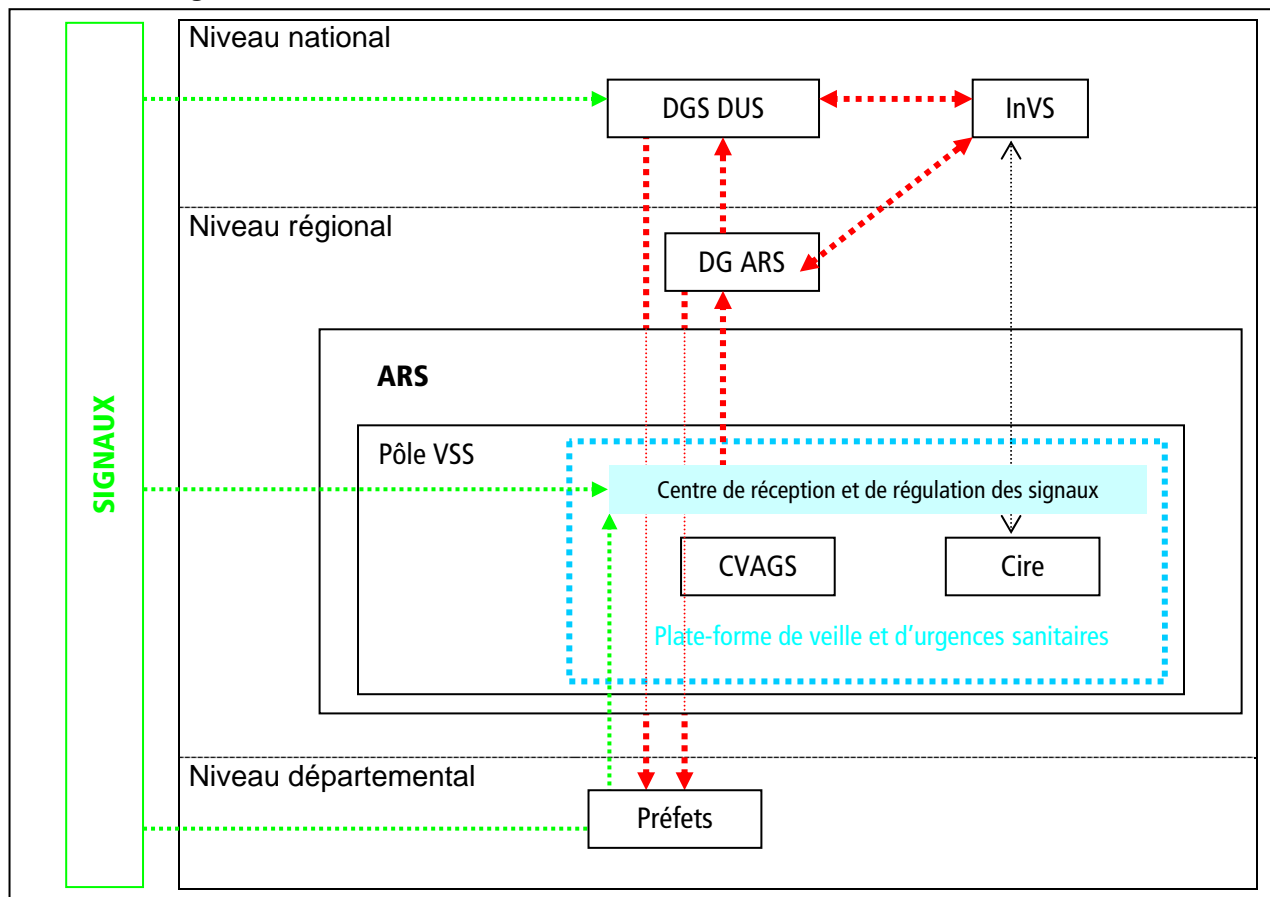 Niveau national
DGS DUS
InVS
Niveau régional
DG ARS
ARS
SIGNAUX
Pôle VSS
Centre de réception et de régulation des signaux
CVAGS
Cire
Plate-forme de veille et d'urgences sanitaires
Niveau départemental
Préfets